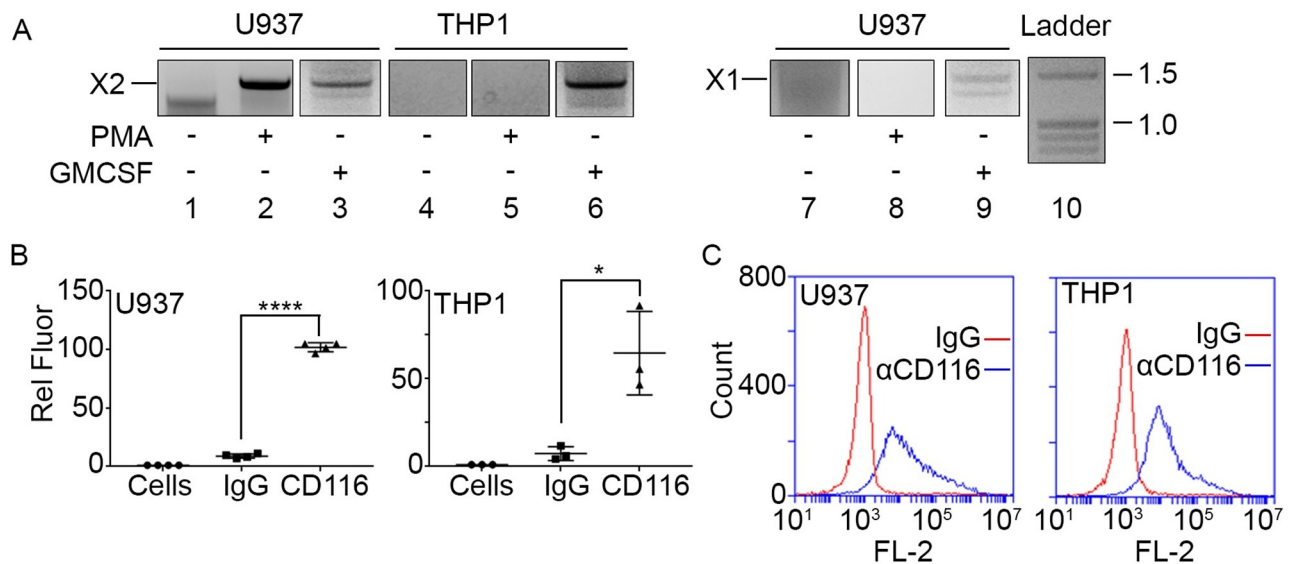 A
U937 THP1 U937 Ladder
X2 X1 1.5
1.0
PMA - + - - + - - + -
GMCSF - - + - - + - - +
1 2 3 4 5 6 7 8 9 10
B
150
100
50
0
Rel Fluor
U937
****
Cells IgG CD116
100
50
0
THP1
*
Cells IgG CD116
C
800
400
0
Count
U937
IgG
αCD116
10¹ 10³ 10⁵ 10⁷
FL-2
THP1
IgG
αCD116
10¹ 10³ 10⁵ 10⁷
FL-2